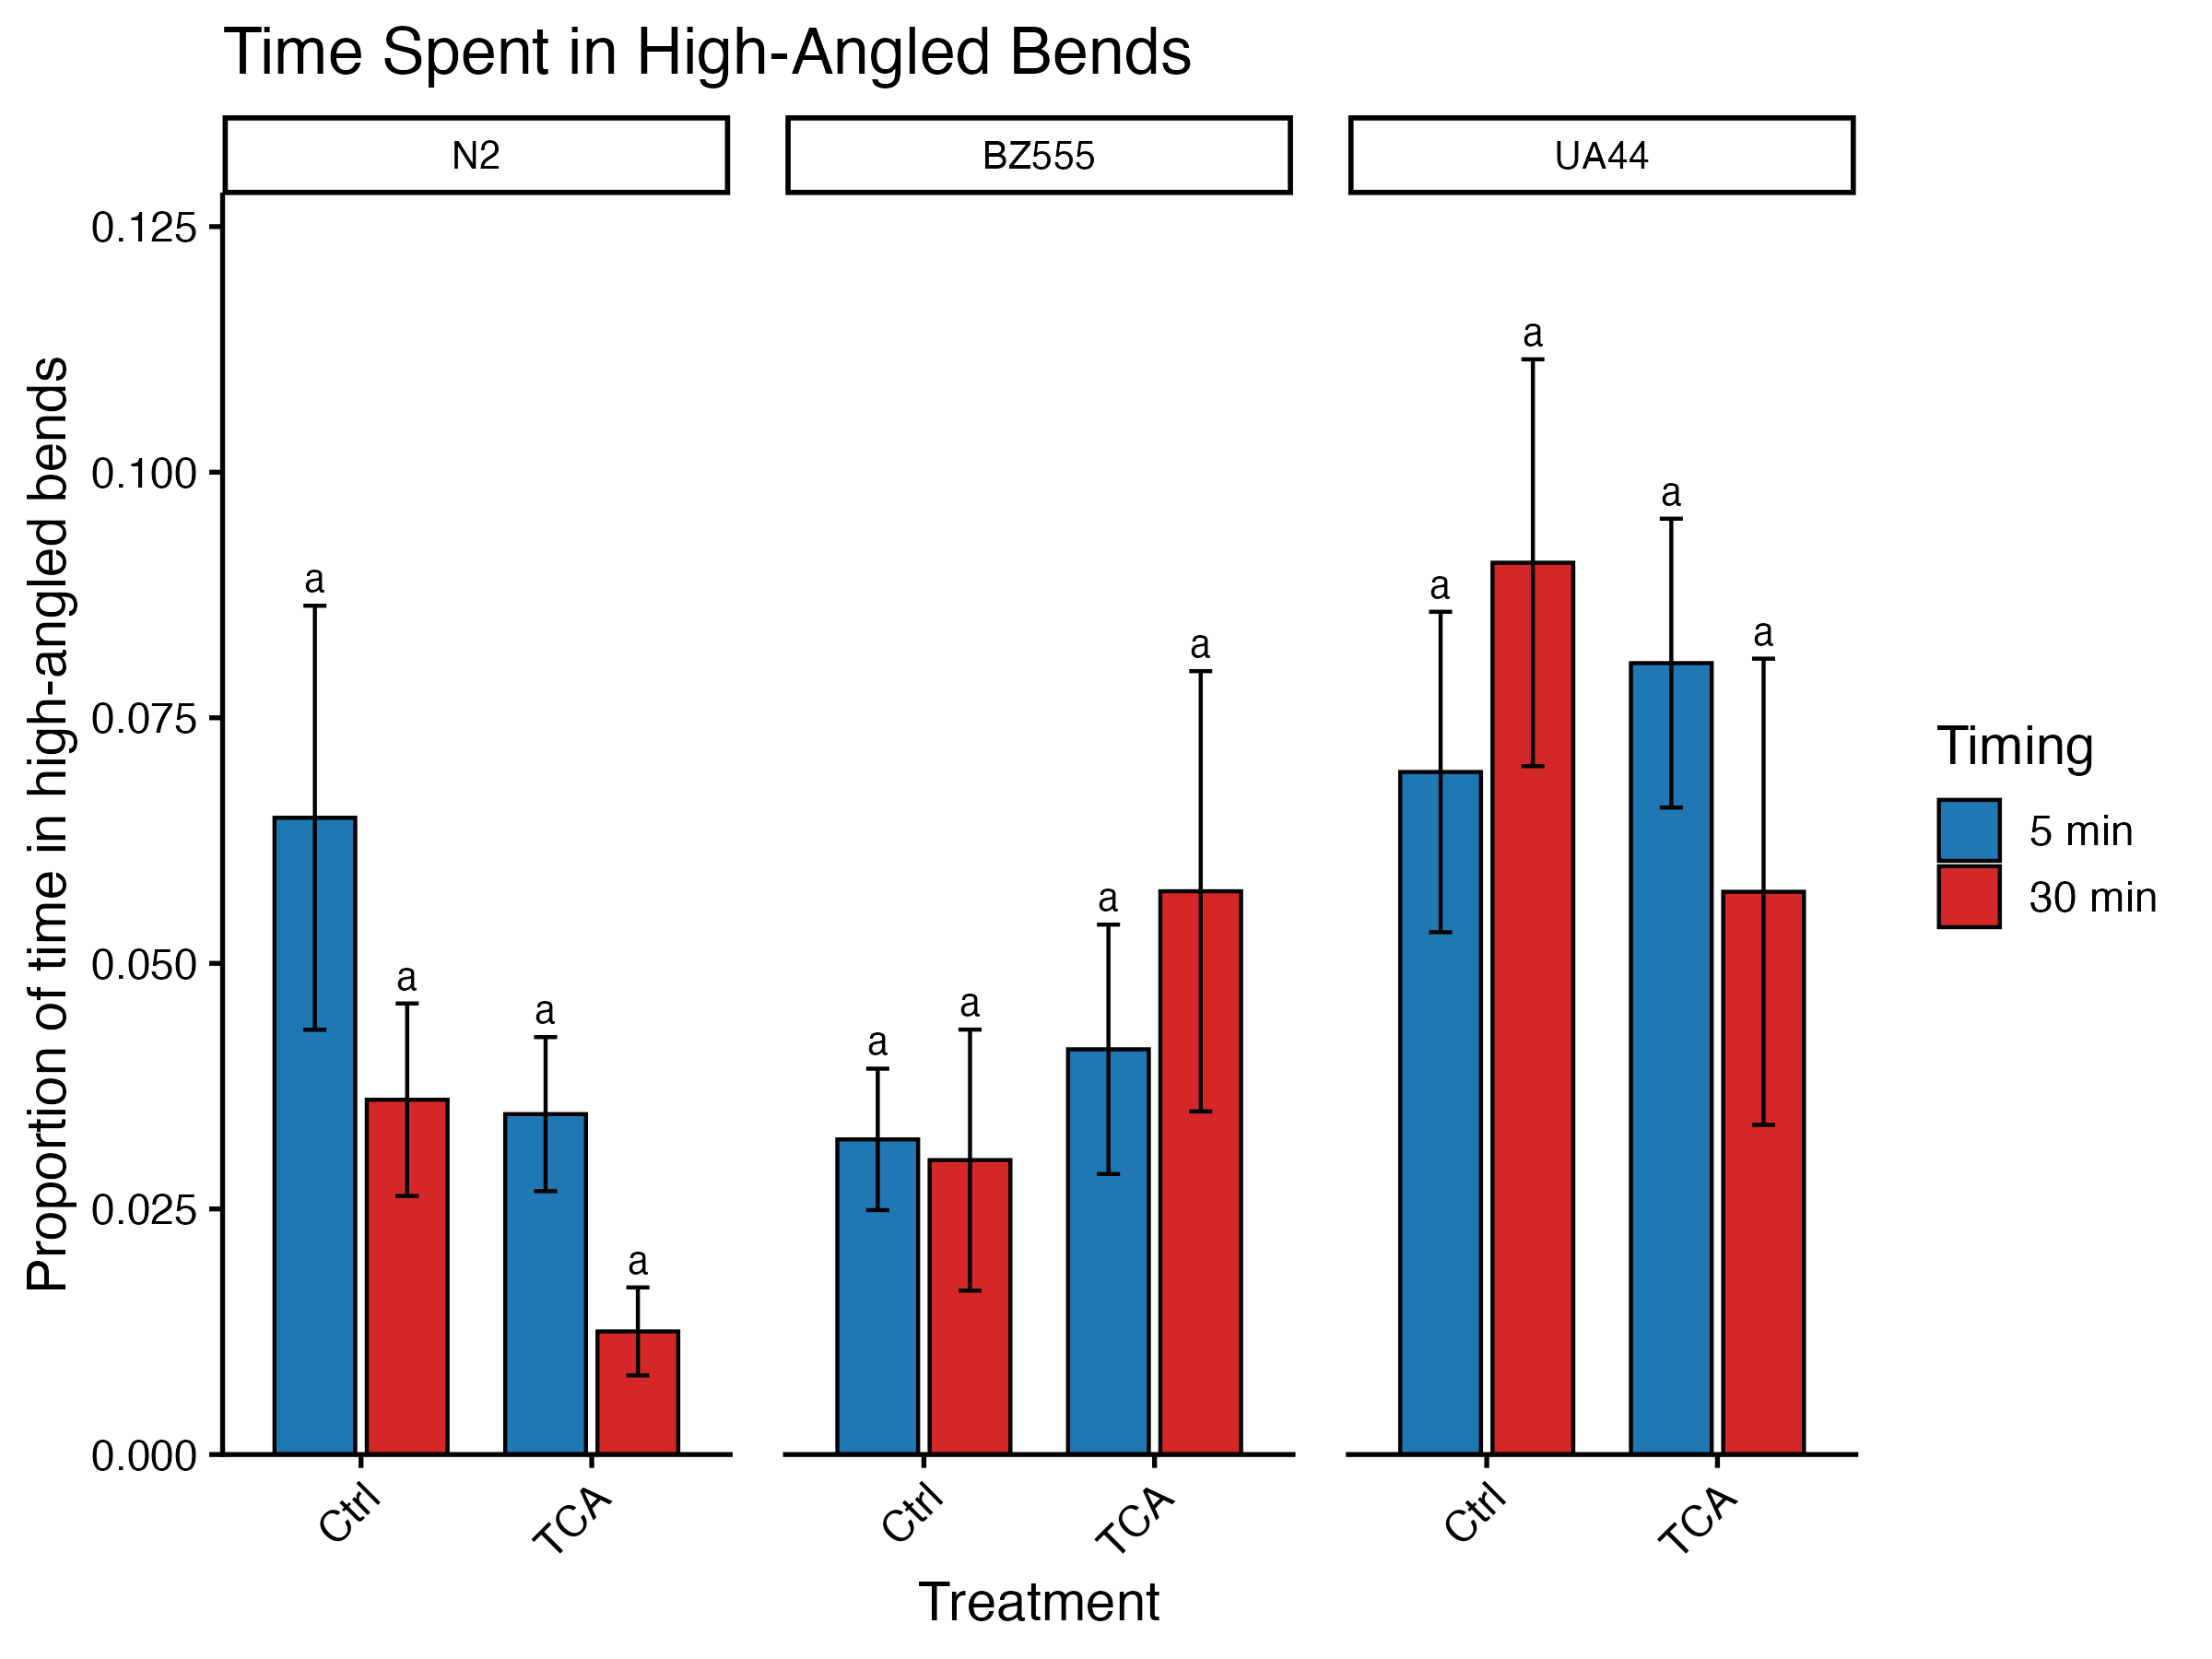 Time Spent in High-Angled Bends
N2
BZ555
UA44
Proportion of time in high-angled bends
0.125
0.100
0.075
0.050
0.025
0.000
a
a
a
a
a
a
a
a
a
a
a
a
Ctrl
TCA
Ctrl
TCA
Ctrl
TCA
Treatment
Timing
5 min
30 min